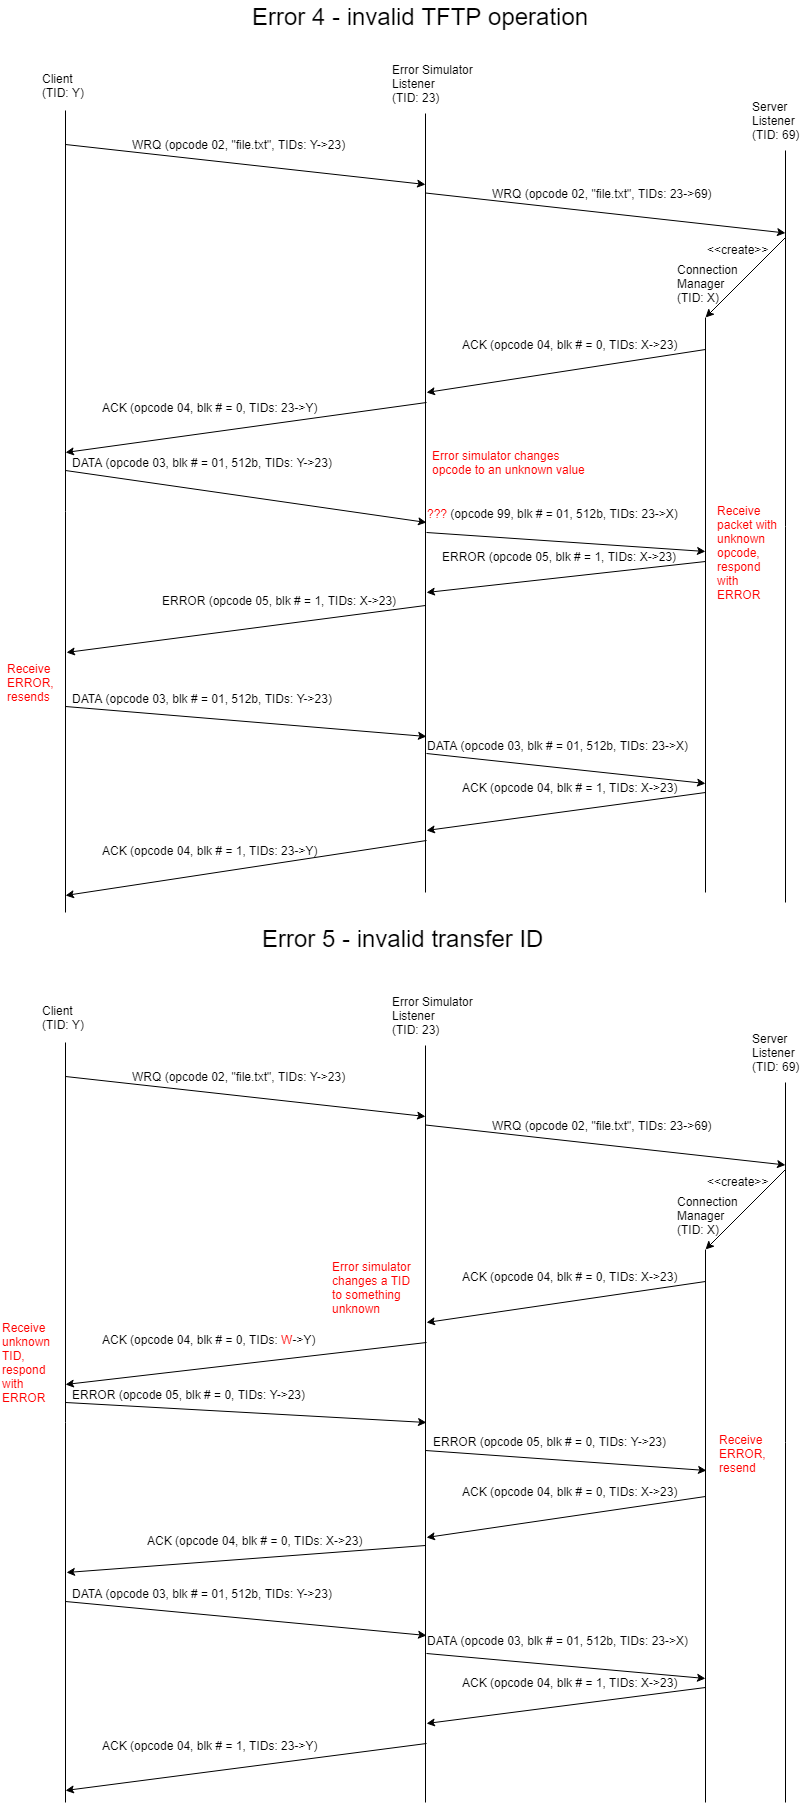 Error 4 - invalid TFTP operation
Client
(TID: Y)
Error Simulator
Listener
(TID: 23)
Server
Listener
(TID: 69)
WRQ (opcode 02, "file.txt", TIDs: Y->23)
WRQ (opcode 02, "file.txt", TIDs: 23->69)
<<create>>
Connection
Manager
(TID: X)
ACK (opcode 04, blk # = 0, TIDs: X->23)
ACK (opcode 04, blk # = 0, TIDs: 23->Y)
DATA (opcode 03, blk # = 01, 512b, TIDs: Y->23)
Error simulator changes
opcode to an unknown value
??? (opcode 99, blk # = 01, 512b, TIDs: 23->X)
Receive
packet with
unknown
opcode,
respond
with
ERROR
ERROR (opcode 05, blk # = 1, TIDs: X->23)
ERROR (opcode 05, blk # = 1, TIDs: X->23)
Receive
ERROR,
resends
DATA (opcode 03, blk # = 01, 512b, TIDs: Y->23)
DATA (opcode 03, blk # = 01, 512b, TIDs: 23->X)
ACK (opcode 04, blk # = 1, TIDs: X->23)
ACK (opcode 04, blk # = 1, TIDs: 23->Y)
Error 5 - invalid transfer ID
Client
(TID: Y)
Error Simulator
Listener
(TID: 23)
Server
Listener
(TID: 69)
WRQ (opcode 02, "file.txt", TIDs: Y->23)
WRQ (opcode 02, "file.txt", TIDs: 23->69)
<<create>>
Connection
Manager
(TID: X)
Error simulator
changes a TID
to something
unknown
ACK (opcode 04, blk # = 0, TIDs: X->23)
Receive
unknown
TID,
respond
with
ERROR
ACK (opcode 04, blk # = 0, TIDs: W->Y)
ERROR (opcode 05, blk # = 0, TIDs: Y->23)
ERROR (opcode 05, blk # = 0, TIDs: Y->23)
Receive
ERROR,
resend
ACK (opcode 04, blk # = 0, TIDs: X->23)
ACK (opcode 04, blk # = 0, TIDs: X->23)
DATA (opcode 03, blk # = 01, 512b, TIDs: Y->23)
DATA (opcode 03, blk # = 01, 512b, TIDs: 23->X)
ACK (opcode 04, blk # = 1, TIDs: X->23)
ACK (opcode 04, blk # = 1, TIDs: 23->Y)